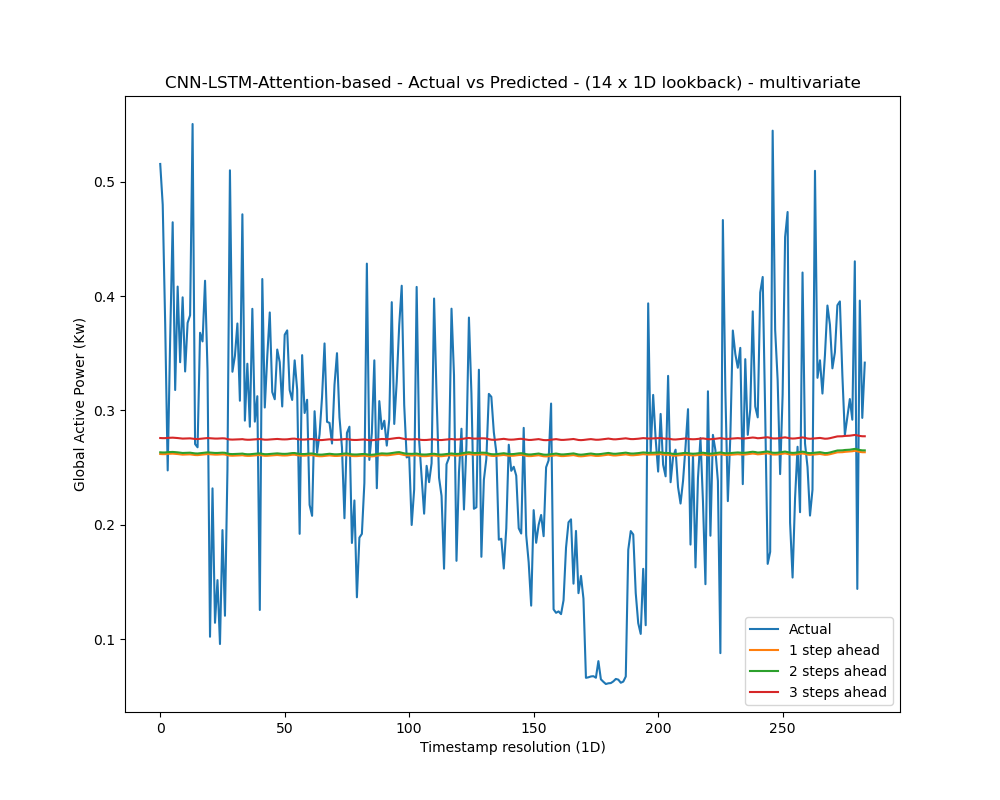 CNN-LSTM-Attention-based - Actual vs Predicted - (14 x 1D lookback) - multivariate
Global Active Power (Kw)
0.5
0.4
0.3
0.2
0.1
0 50 100 150 200 250
Timestamp resolution (1D)
Actual
1 step ahead
2 steps ahead
3 steps ahead